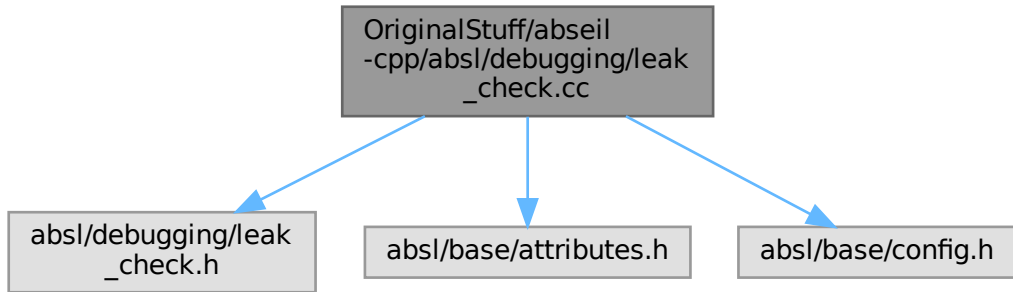 OriginalStuff/abseil
-cpp/absl/debugging/leak
_check.cc
absl/debugging/leak
_check.h
absl/base/attributes.h
absl/base/config.h